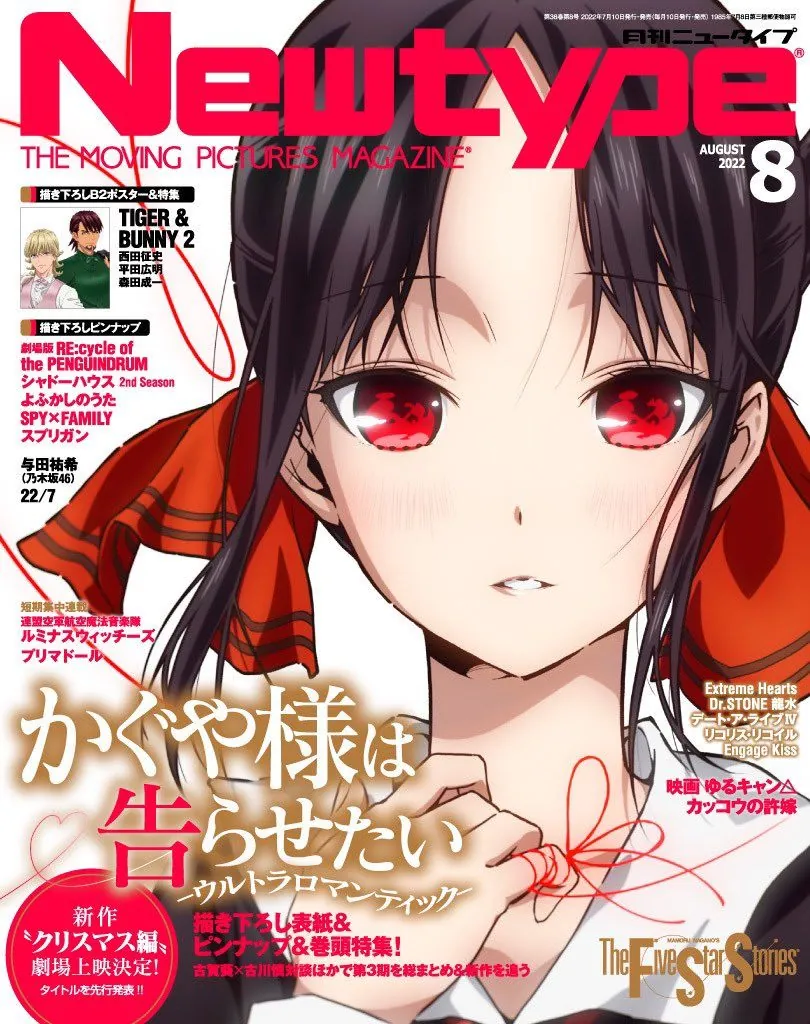 第38巻第8号 2022年7月10日発行・発売(毎月10日発行・発売) 1985年7月8日第三種郵便物認可
月刊ニュータイプ
Newtype®
THE MOVING PICTURES MAGAZINE®
AUGUST
2022
8
描き下ろしB2ポスター&特集
TIGER &
BUNNY 2
西田征史
平田広明
森田成一
描き下ろしピンナップ
劇場版 RE:cycle of
the PENGUINDRUM
シャドーハウス 2nd Season
よふかしのうた
SPY×FAMILY
スプリガン
与田祐希
(乃木坂46)
22/7
短期集中連載
連盟空軍航空魔法音楽隊
ルミナスウィッチーズ
プリマドール
Extreme Hearts
Dr.STONE 龍水
デート・ア・ライブⅣ
リコリス・リコイル
Engage Kiss
映画 ゆるキャン△
カッコウの許嫁
かぐや様は
告らせたい
-ウルトラロマンティック-
新作
〝クリスマス編〟
劇場上映決定!
タイトルを先行発表!!
描き下ろし表紙&
ピンナップ&巻頭特集!
古賀葵×古川慎対談ほかで第3期を総まとめ&新作を追う
MAMORU NAGANO'S
The Five Star Stories